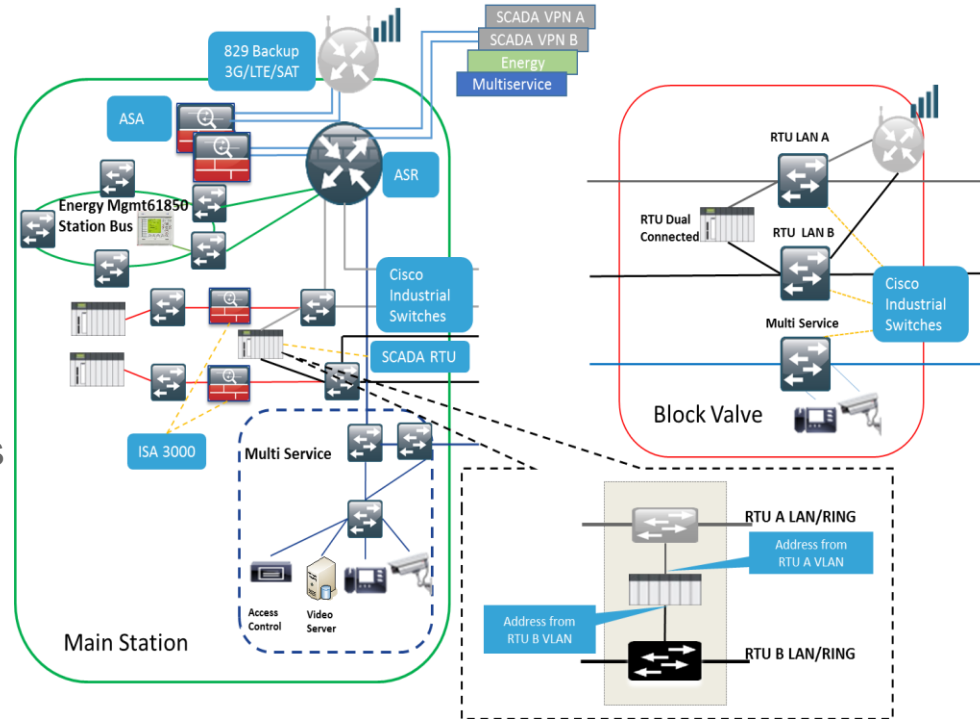 SCADA VPN A
SCADA VPN B
Energy
Multiservice
829 Backup
3G/LTE/SAT
ASA
ASR
Energy Mgmt61850
Station Bus
Cisco
Industrial
Switches
SCADA RTU
ISA 3000
Multi Service
Access
Control
Video
Server
Main Station
s
RTU LAN A
RTU Dual
Connected
RTU LAN B
Cisco
Industrial
Switches
Multi Service
Block Valve
RTU A LAN/RING
Address from
RTU A VLAN
Address from
RTU B VLAN
RTU B LAN/RING